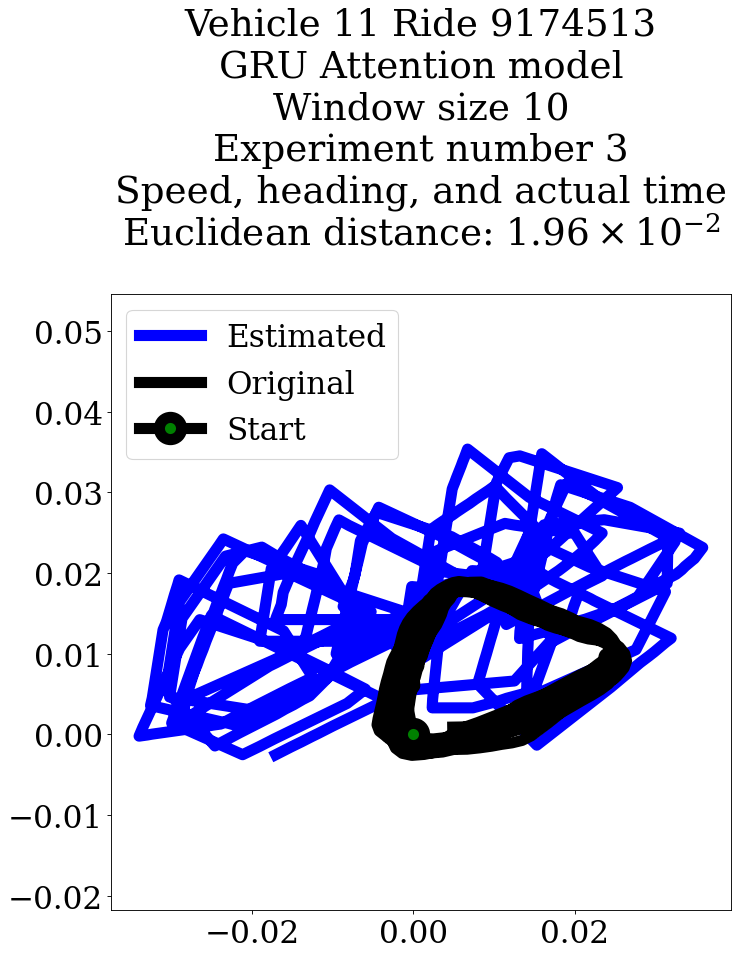 Vehicle 11 Ride 9174513
GRU Attention model
Window size 10
Experiment number 3
Speed, heading, and actual time
Euclidean distance: 1.96 × 10⁻²
Estimated
Original
Start
0.05
0.04
0.03
0.02
0.01
0.00
−0.01
−0.02
−0.02 0.00 0.02